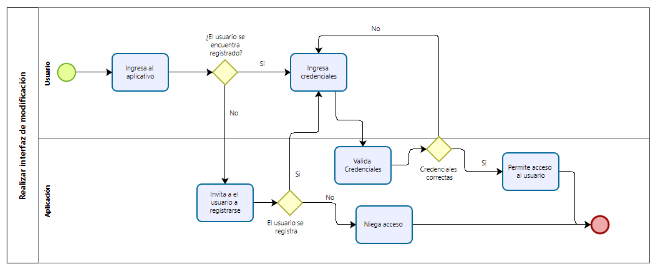 Realizar interfaz de modificación
Usuario
Aplicación
Ingresa al
aplicativo
¿El usuario se
encuentra
registrado?
Si
Ingresa
credenciales
No
No
Valida
Credenciales
Credenciales
correctas
Si
Permite acceso
al usuario
Invita a el
usuario a
registrarse
El usuario se
registra
Si
No
Niega acceso